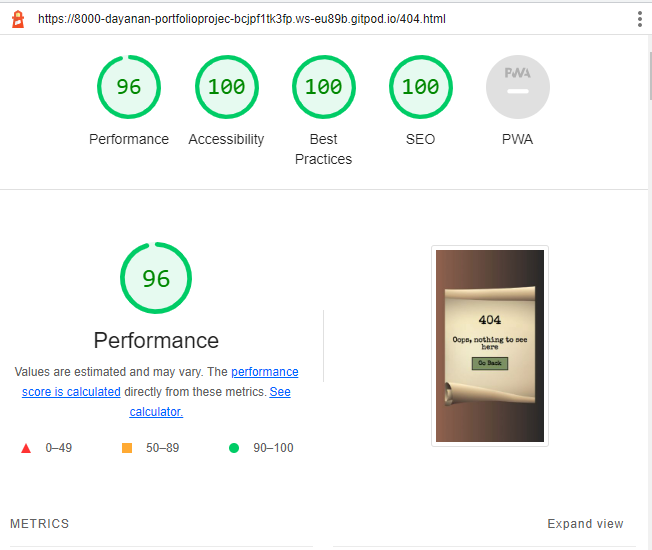 https://8000-dayanan-portfolioprojec-bcjpf1tk3fp.ws-eu89b.gitpod.io/404.html
96
100
100
100
PWA
Performance
Accessibility
Best
Practices
SEO
PWA
96
Performance
Values are estimated and may vary. The performance
score is calculated directly from these metrics. See
calculator.
0–49
50–89
90–100
404
Oops, nothing to see
here
Go Back
METRICS
Expand view